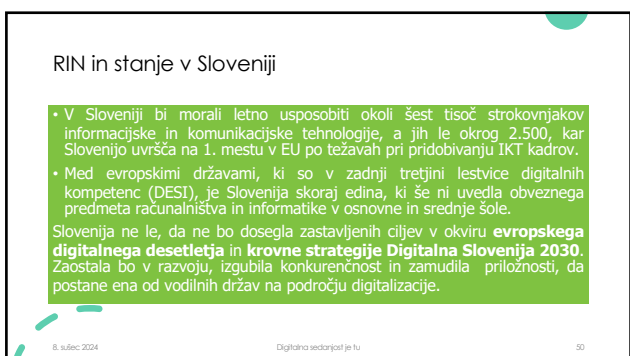 RIN in stanje v Sloveniji
• V Sloveniji bi morali letno usposobiti okoli šest tisoč strokovnjakov
informacijske in komunikacijske tehnologije, a jih le okrog 2.500, kar
Slovenijo uvršča na 1. mestu v EU po težavah pri pridobivanju IKT kadrov.
• Med evropskimi državami, ki so v zadnji tretjini lestvice digitalnih
kompetenc (DESI), je Slovenija skoraj edina, ki še ni uvedla obveznega
predmeta računalništva in informatike v osnovne in srednje šole.
Slovenija ne le, da ne bo dosegla zastavljenih ciljev v okviru evropskega
digitalnega desetletja in krovne strategije Digitalna Slovenija 2030.
Zaostala bo v razvoju, izgubila konkurenčnost in zamudila priložnosti, da
postane ena od vodilnih držav na področju digitalizacije.
8. sušec 2024
Digitalna sedanjost je tu
50